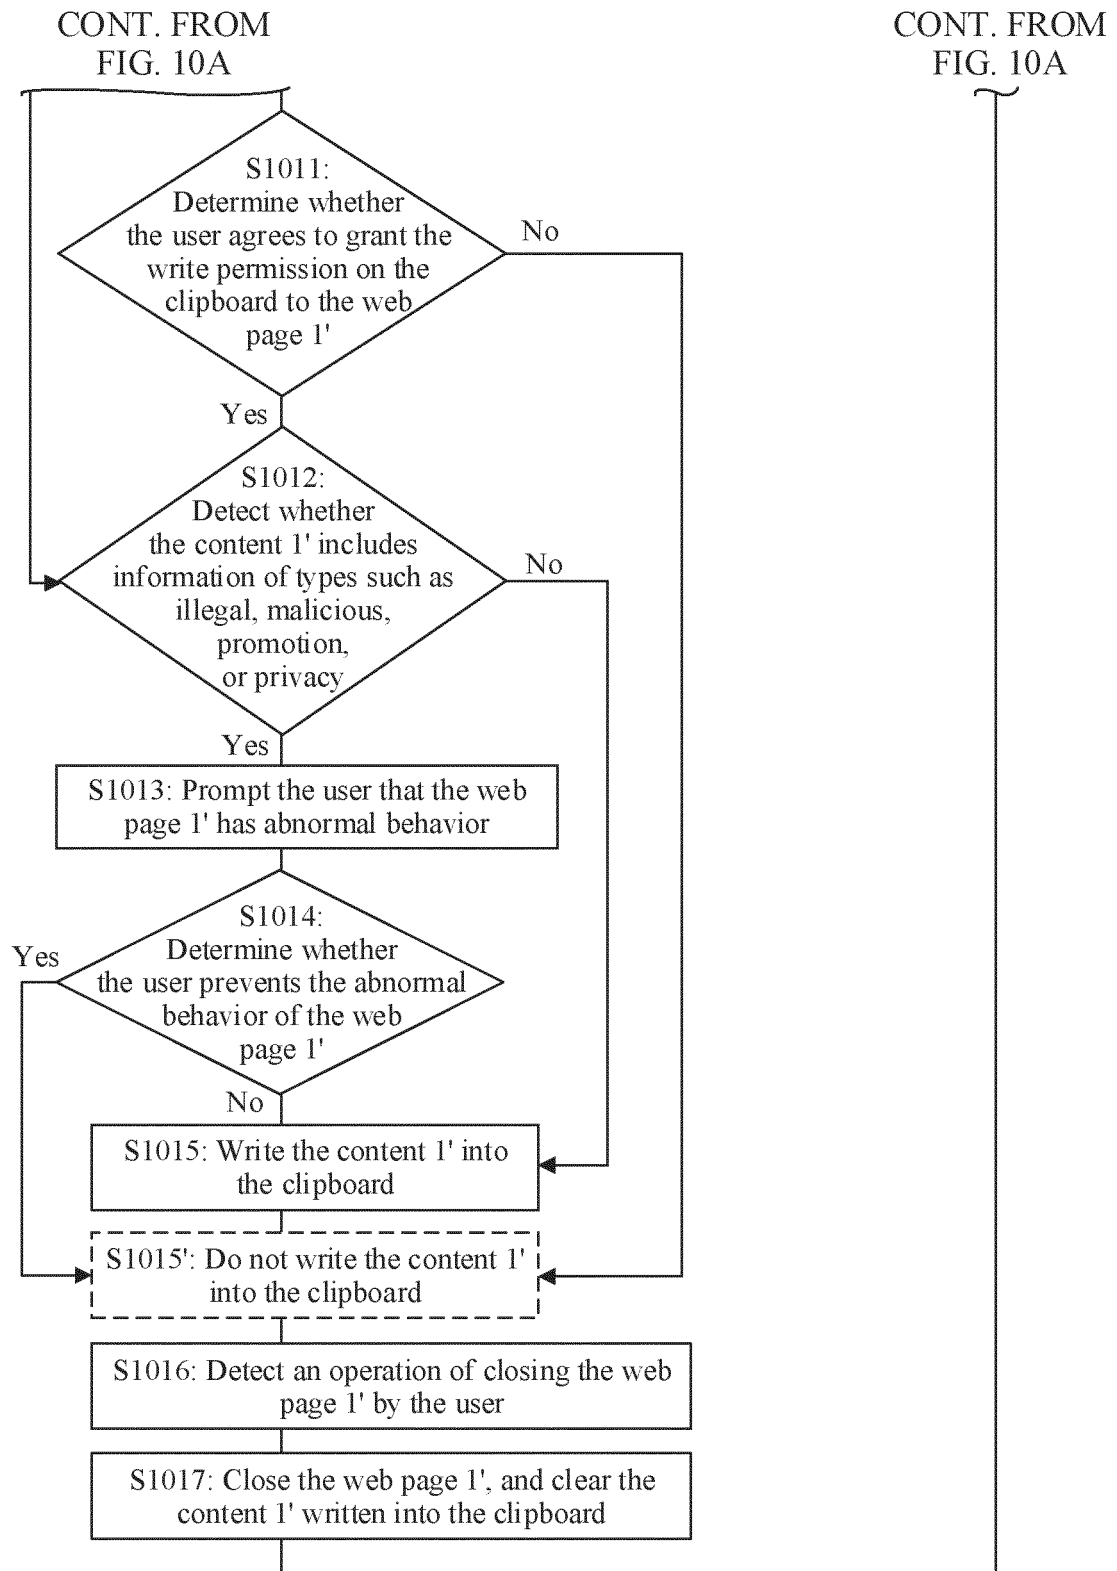 CONT. FROM
FIG. 10A
CONT. FROM
FIG. 10A
S1011:
Determine whether
the user agrees to grant the
write permission on the
clipboard to the web
page 1'
No
Yes
S1012:
Detect whether
the content 1' includes
information of types such as
illegal, malicious,
promotion,
or privacy
No
Yes
S1013: Prompt the user that the web
page 1' has abnormal behavior
S1014:
Determine whether
the user prevents the abnormal
behavior of the web
page 1'
Yes
No
S1015: Write the content 1' into
the clipboard
S1015': Do not write the content 1'
into the clipboard
S1016: Detect an operation of closing the web
page 1' by the user
S1017: Close the web page 1', and clear the
content 1' written into the clipboard